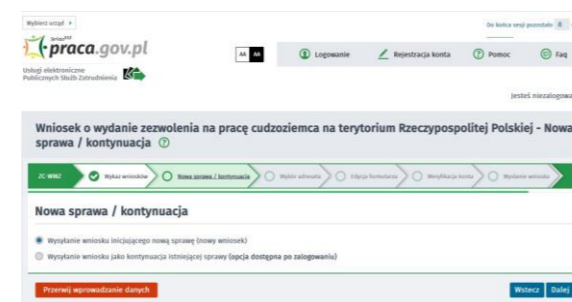 Wybierz urząd
Do końca sesji pozostało 8
praca.gov.pl
Usługi elektroniczne
Publicznych Służb Zatrudnienia
AA AA
Logowanie Rejestracja konta Pomoc Faq
Jesteś niezalogowa
Wniosek o wydanie zezwolenia na pracę cudzoziemca na terytorium Rzeczypospolitej Polskiej - Nowa
sprawa / kontynuacja
ZC-WNZ Wykaz wniosków Nowa sprawa / kontynuacja Wybór adresata Edycja formularza Weryfikacja konta Wysłanie wniosku
Nowa sprawa / kontynuacja
Wysyłanie wniosku inicjującego nową sprawę (nowy wniosek)
Wysyłanie wniosku jako kontynuacja istniejącej sprawy (opcja dostępna po zalogowaniu)
Przerwij wprowadzanie danych Wstecz Dalej